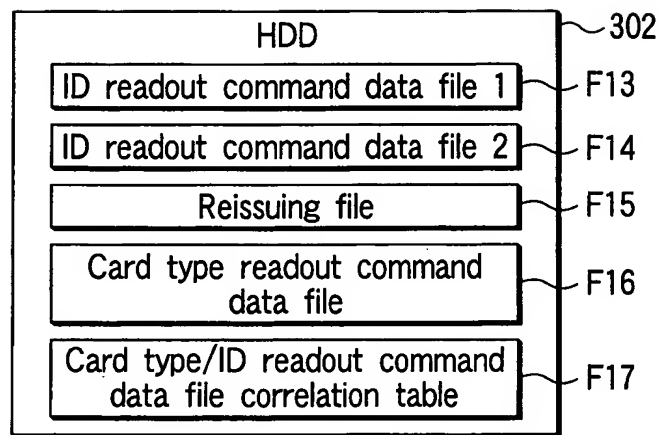 HDD
302
ID readout command data file 1
F13
ID readout command data file 2
F14
Reissuing file
F15
Card type readout command
data file
F16
Card type/ID readout command
data file correlation table
F17